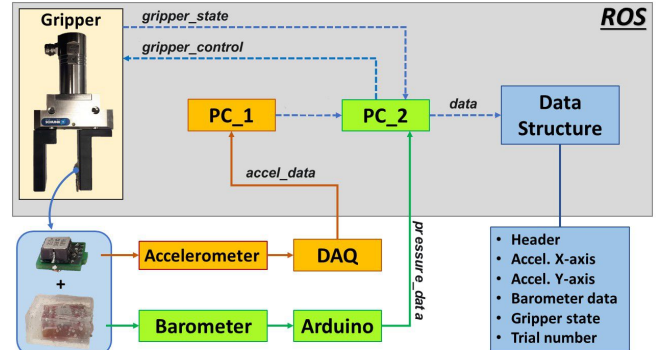 Gripper
gripper_state
ROS
gripper_control
SCHUNK
PC_1
PC_2
data
Data
Structure
accel_data
pressure_data
Accelerometer
DAQ
+
Barometer
Arduino
• Header
• Accel. X-axis
• Accel. Y-axis
• Barometer data
• Gripper state
• Trial number